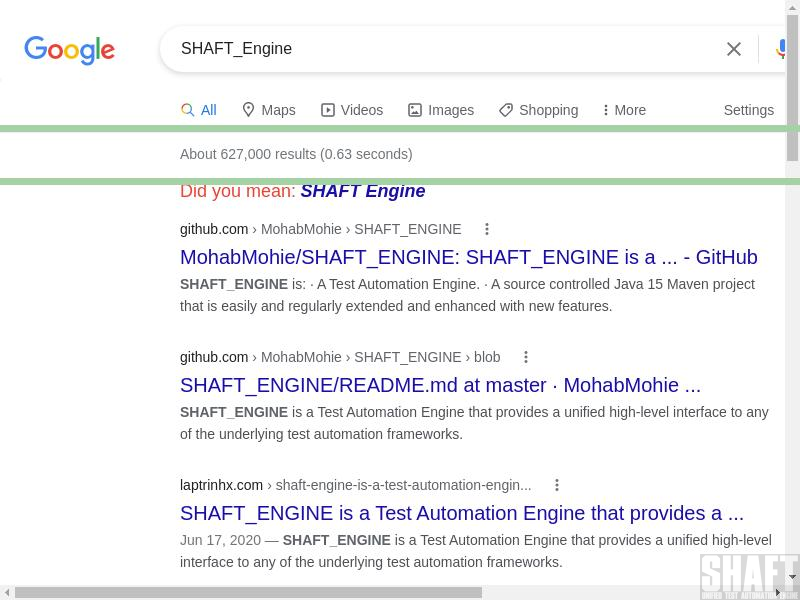 Google
SHAFT_Engine
All Maps Videos Images Shopping More Settings
About 627,000 results (0.63 seconds)
Did you mean: SHAFT Engine
github.com › MohabMohie › SHAFT_ENGINE
MohabMohie/SHAFT_ENGINE: SHAFT_ENGINE is a ... - GitHub
SHAFT_ENGINE is: · A Test Automation Engine. · A source controlled Java 15 Maven project
that is easily and regularly extended and enhanced with new features.
github.com › MohabMohie › SHAFT_ENGINE › blob
SHAFT_ENGINE/README.md at master · MohabMohie ...
SHAFT_ENGINE is a Test Automation Engine that provides a unified high-level interface to any
of the underlying test automation frameworks.
laptrinhx.com › shaft-engine-is-a-test-automation-engin...
SHAFT_ENGINE is a Test Automation Engine that provides a ...
Jun 17, 2020 — SHAFT_ENGINE is a Test Automation Engine that provides a unified high-level
interface to any of the underlying test automation frameworks.
SHAFT
UNIFIED TEST AUTOMATION ENGINE